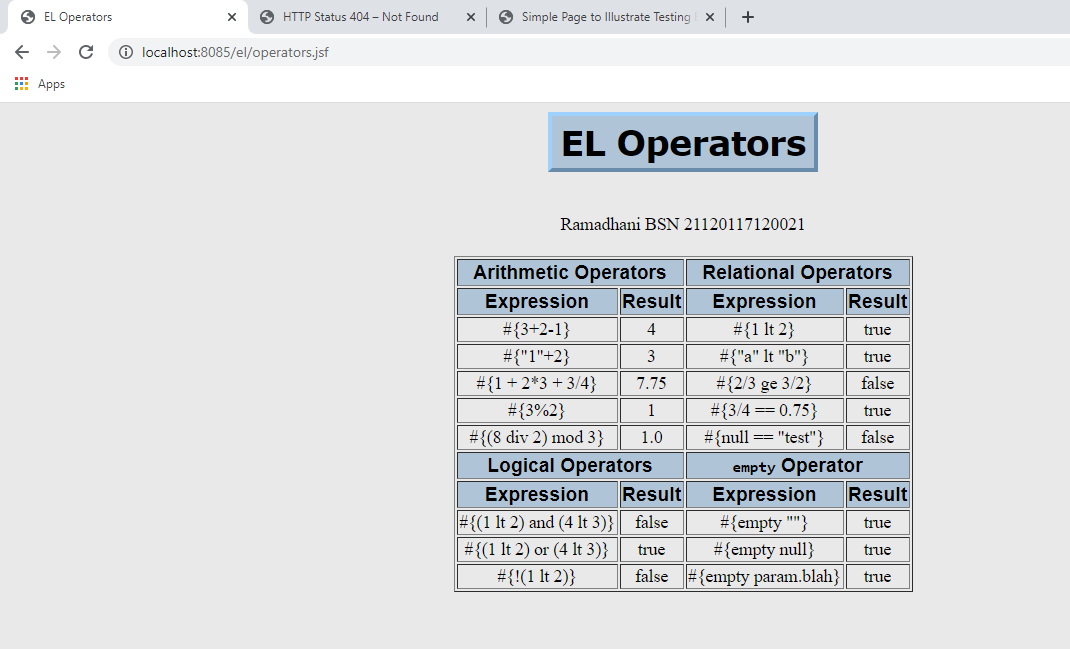 EL Operators
HTTP Status 404 – Not Found
Simple Page to Illustrate Testing
localhost:8085/el/operators.jsf
Apps
EL Operators
Ramadhani BSN 21120117120021
Arithmetic Operators Relational Operators
Expression Result Expression Result
#{3+2-1} 4 #{1 lt 2} true
#{"1"+2} 3 #{"a" lt "b"} true
#{1 + 2*3 + 3/4} 7.75 #{2/3 ge 3/2} false
#{3%2} 1 #{3/4 == 0.75} true
#{(8 div 2) mod 3} 1.0 #{null == "test"} false
Logical Operators empty Operator
Expression Result Expression Result
#{(1 lt 2) and (4 lt 3)} false #{empty ""} true
#{(1 lt 2) or (4 lt 3)} true #{empty null} true
#{!(1 lt 2)} false #{empty param.blah} true